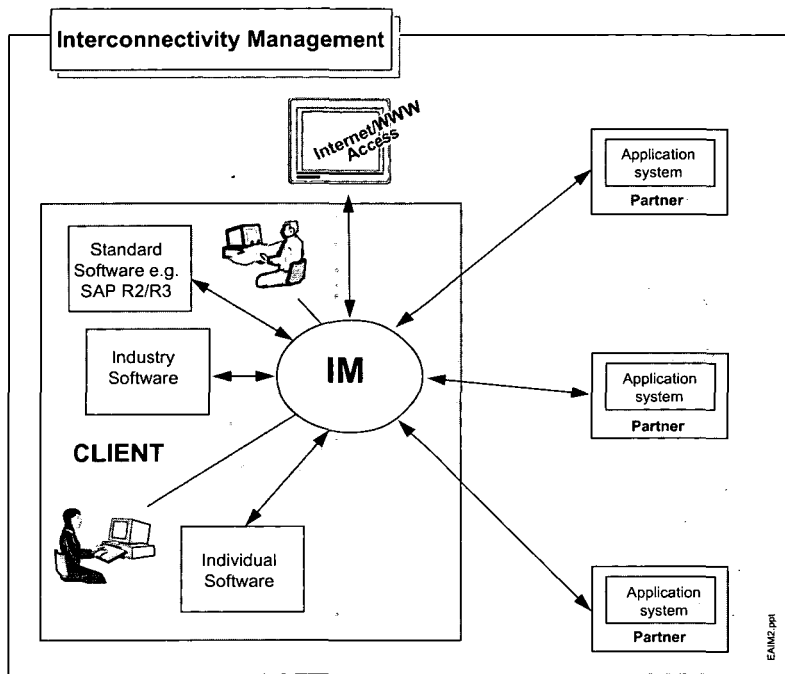 Interconnectivity Management
Internet/WWW
Access
Application
system
Partner
Standard
Software e.g.
SAP R2/R3
Industry
Software
IM
Application
system
Partner
CLIENT
Individual
Software
Application
system
Partner
EAIM2.ppt